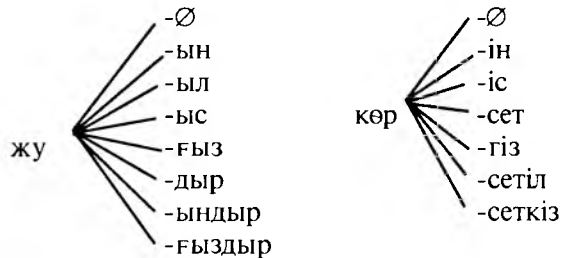 -∅
-ын
-ыл
-ыс
жу
-ғыз
-дыр
-ындыр
-ғыздыр
-∅
-ін
-іс
көр
-сет
-гіз
-сетіл
-сеткіз